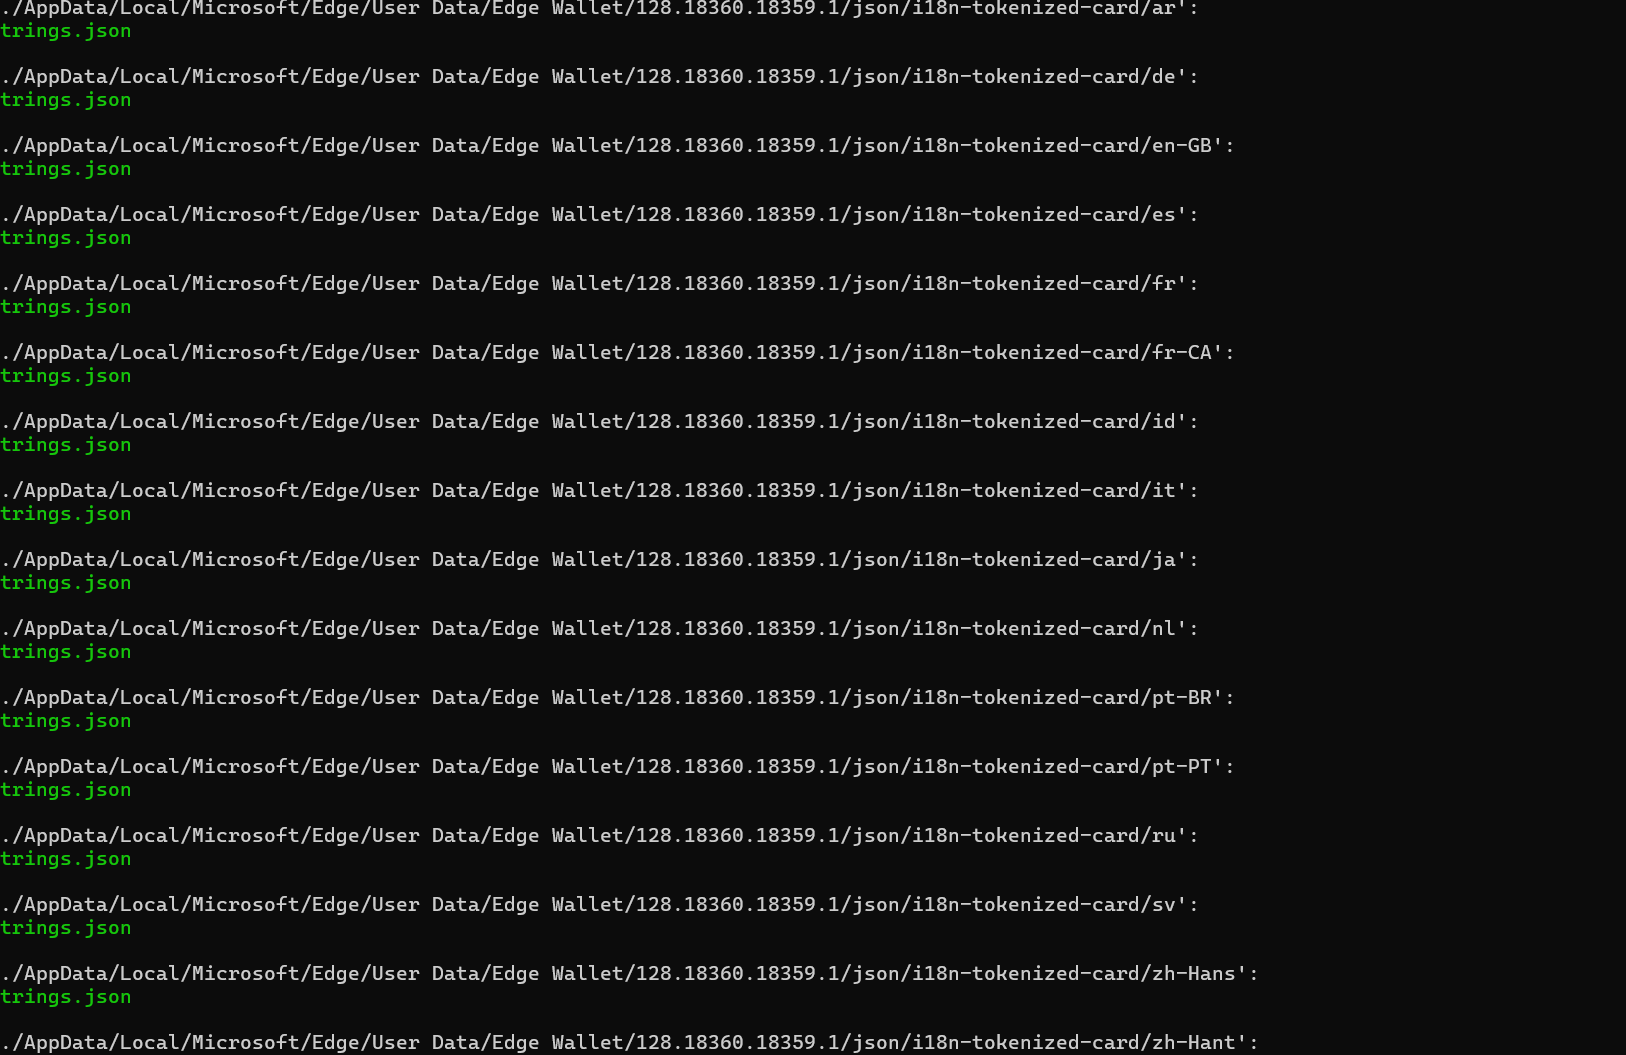 ./AppData/Local/Microsoft/Edge/User Data/Edge Wallet/128.18360.18359.1/json/i18n-tokenized-card/ar':
trings.json
./AppData/Local/Microsoft/Edge/User Data/Edge Wallet/128.18360.18359.1/json/i18n-tokenized-card/de':
trings.json
./AppData/Local/Microsoft/Edge/User Data/Edge Wallet/128.18360.18359.1/json/i18n-tokenized-card/en-GB':
trings.json
./AppData/Local/Microsoft/Edge/User Data/Edge Wallet/128.18360.18359.1/json/i18n-tokenized-card/es':
trings.json
./AppData/Local/Microsoft/Edge/User Data/Edge Wallet/128.18360.18359.1/json/i18n-tokenized-card/fr':
trings.json
./AppData/Local/Microsoft/Edge/User Data/Edge Wallet/128.18360.18359.1/json/i18n-tokenized-card/fr-CA':
trings.json
./AppData/Local/Microsoft/Edge/User Data/Edge Wallet/128.18360.18359.1/json/i18n-tokenized-card/id':
trings.json
./AppData/Local/Microsoft/Edge/User Data/Edge Wallet/128.18360.18359.1/json/i18n-tokenized-card/it':
trings.json
./AppData/Local/Microsoft/Edge/User Data/Edge Wallet/128.18360.18359.1/json/i18n-tokenized-card/ja':
trings.json
./AppData/Local/Microsoft/Edge/User Data/Edge Wallet/128.18360.18359.1/json/i18n-tokenized-card/nl':
trings.json
./AppData/Local/Microsoft/Edge/User Data/Edge Wallet/128.18360.18359.1/json/i18n-tokenized-card/pt-BR':
trings.json
./AppData/Local/Microsoft/Edge/User Data/Edge Wallet/128.18360.18359.1/json/i18n-tokenized-card/pt-PT':
trings.json
./AppData/Local/Microsoft/Edge/User Data/Edge Wallet/128.18360.18359.1/json/i18n-tokenized-card/ru':
trings.json
./AppData/Local/Microsoft/Edge/User Data/Edge Wallet/128.18360.18359.1/json/i18n-tokenized-card/sv':
trings.json
./AppData/Local/Microsoft/Edge/User Data/Edge Wallet/128.18360.18359.1/json/i18n-tokenized-card/zh-Hans':
trings.json
./AppData/Local/Microsoft/Edge/User Data/Edge Wallet/128.18360.18359.1/json/i18n-tokenized-card/zh-Hant':